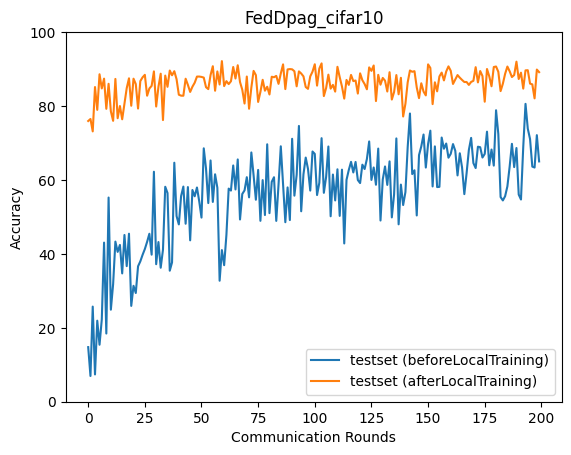 FedDpag_cifar10
100
80
60
40
20
0
Accuracy
0 25 50 75 100 125 150 175 200
Communication Rounds
testset (beforeLocalTraining)
testset (afterLocalTraining)